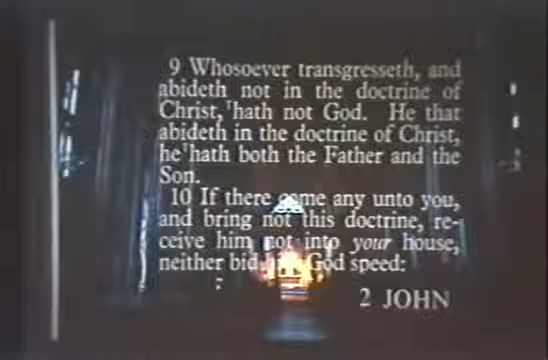 9 Whosoever transgresseth, and
abideth not in the doctrine of
Christ, hath not God. He that
abideth in the doctrine of Christ,
he hath both the Father and the
Son.
10 If there come any unto you,
and bring not this doctrine, re-
ceive him not into your house,
neither bid him God speed:
2 JOHN